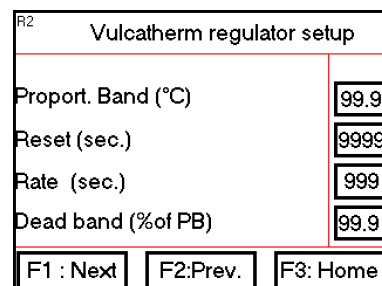 R2
Vulcatherm regulator setup
Proport. Band (°C) 99.9
Reset (sec.) 9999
Rate (sec.) 999
Dead band (%of PB) 99.9
F1 : Next F2:Prev. F3: Home